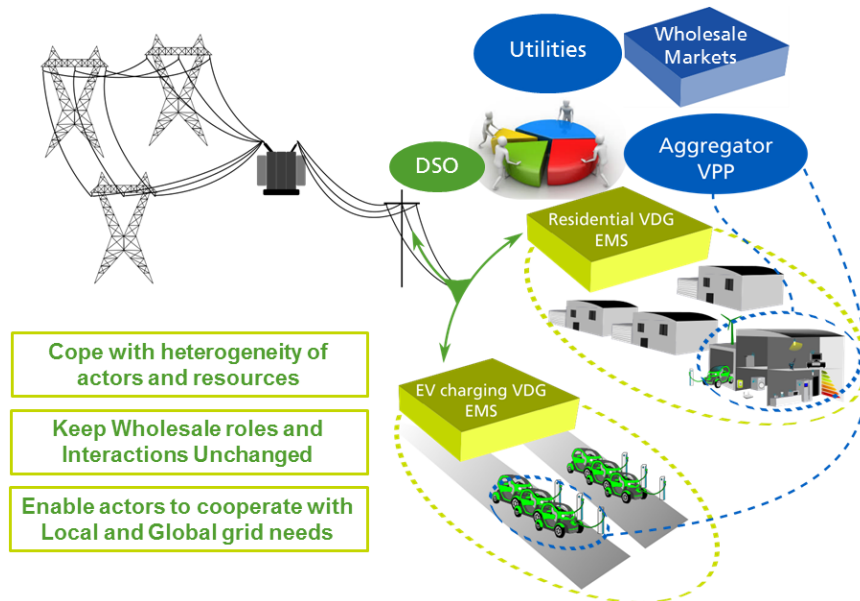 Utilities
Wholesale
Markets
DSO
Aggregator
VPP
Residential VDG
EMS
EV charging VDG
EMS
Cope with heterogeneity of
actors and resources
Keep Wholesale roles and
Interactions Unchanged
Enable actors to cooperate with
Local and Global grid needs